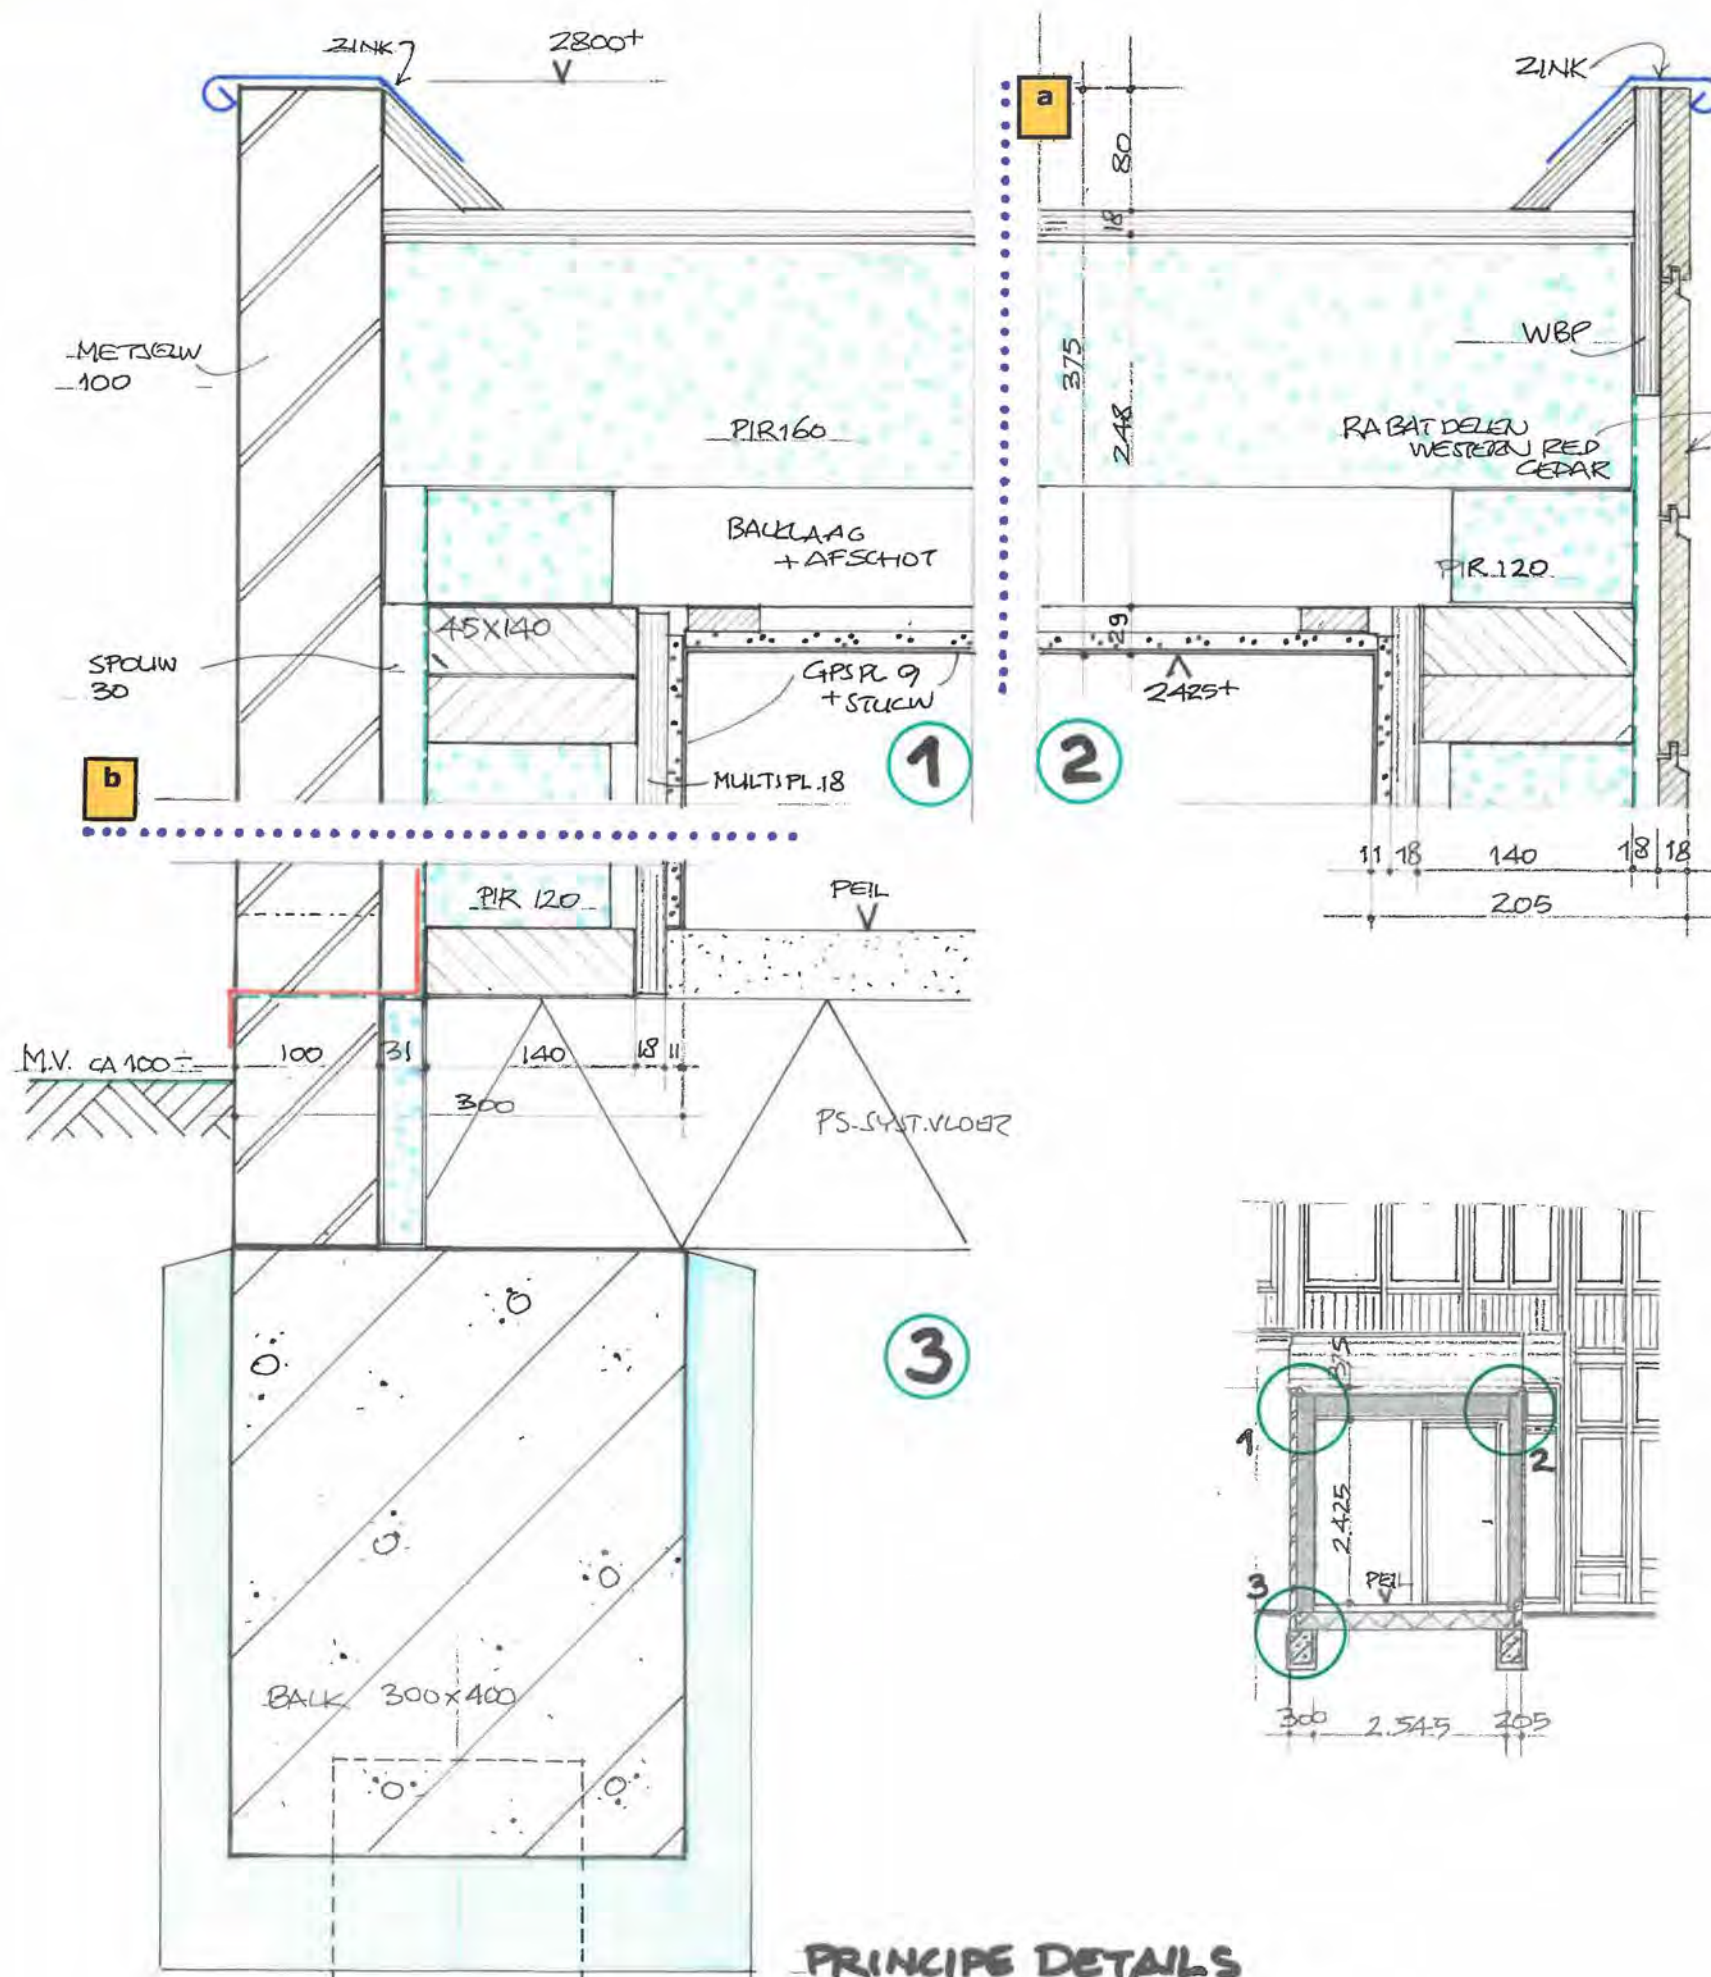 ZINK
2800+
a
ZINK
80
18
METSELW
100
375
WBP
PIR160
248
RABATDELEN
WESTERN RED
CEDAR
BALKLAAG
+ AFSCHOT
PIR 120
45X140
29
SPOUW
30
GPSPL 9
+ STUCW
2425+
1
2
b
MULTIPL.18
11 18 140 18 18
205
PIR 120
PEIL
M.V. CA 100 ÷
100 31 140 18 11
300
PS-SYST.VLOER
3
375
1
2
2.425
PEIL
3
BALK 300x400
300 2.545 205
PRINCIPE DETAILS